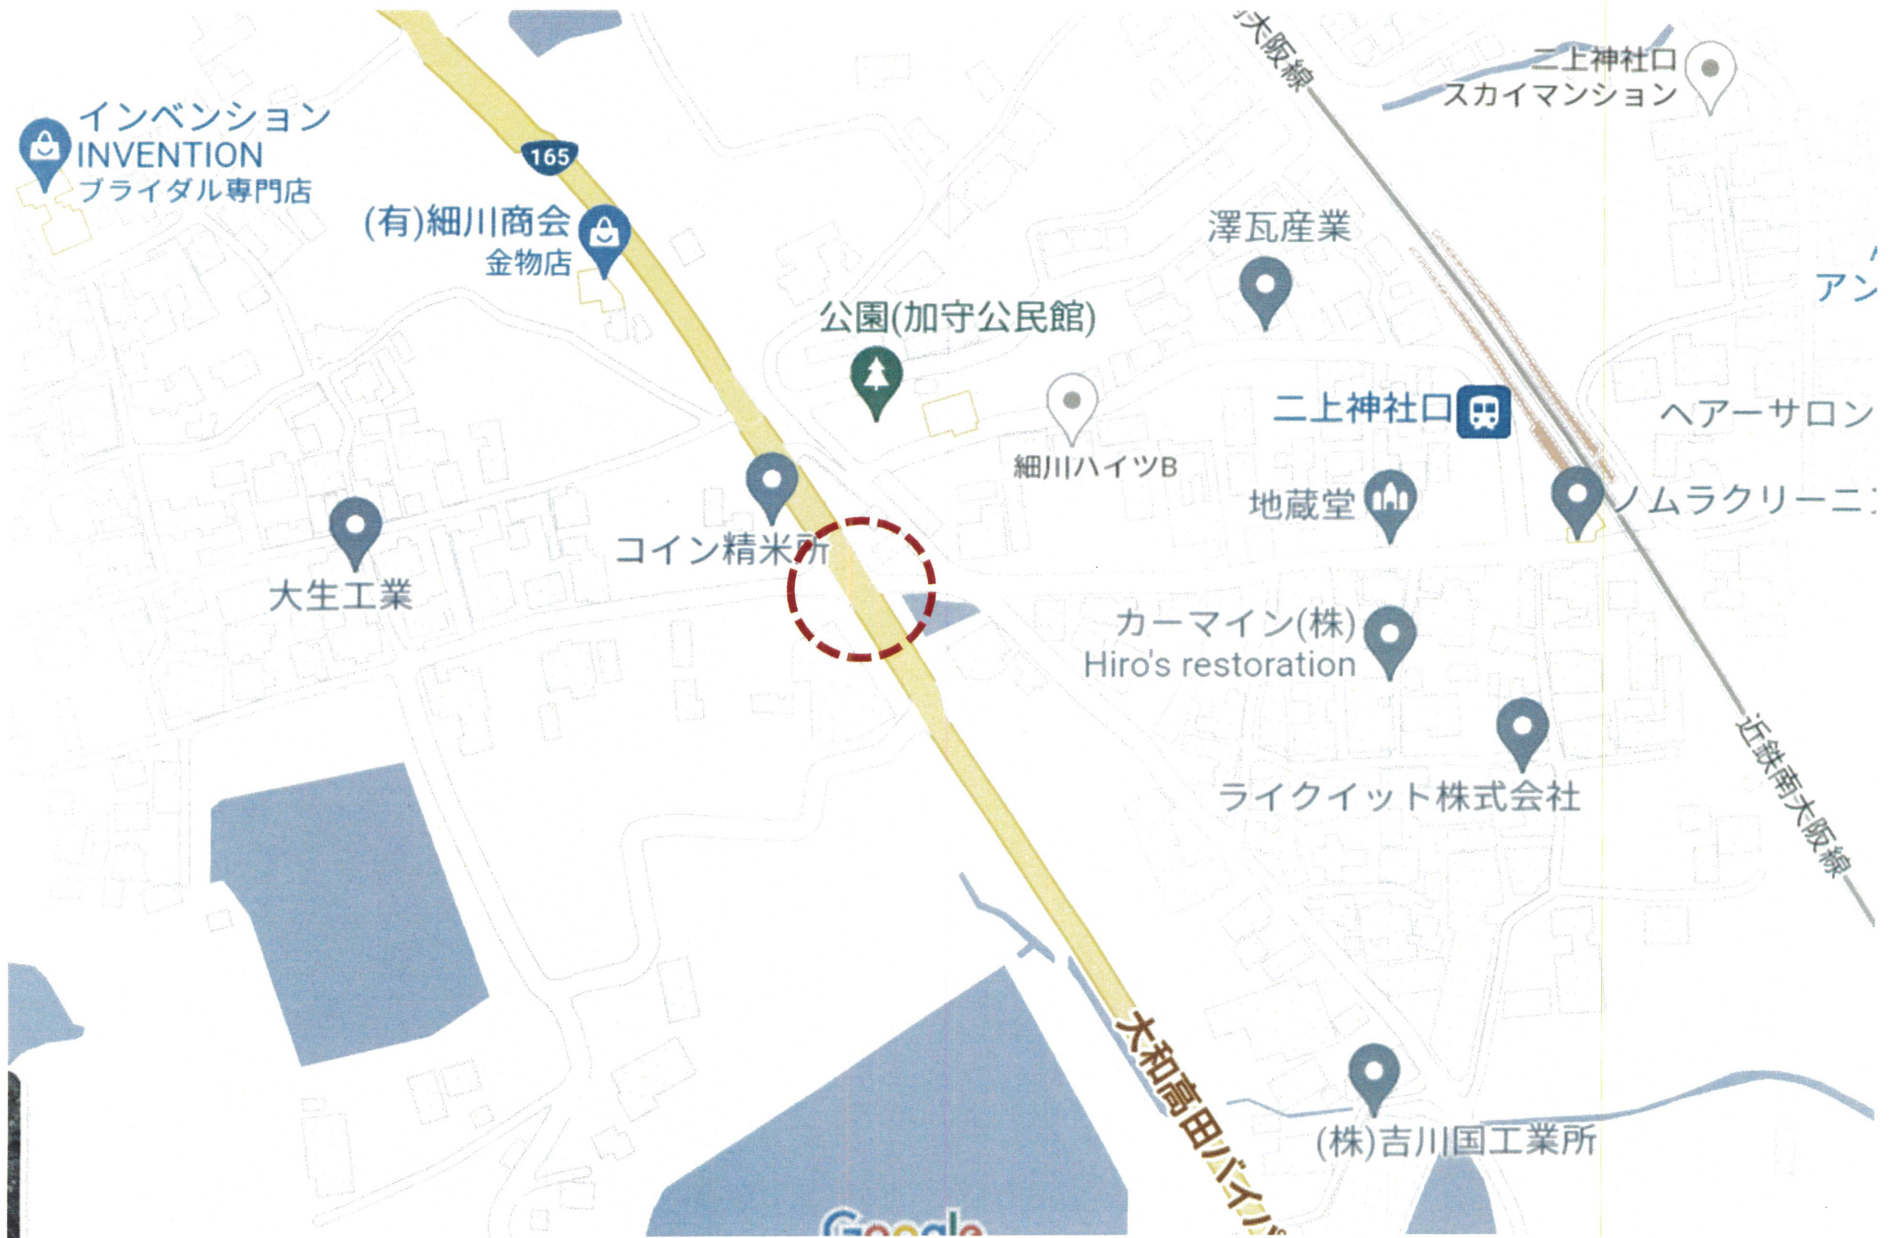 南大阪線
二上神社口
スカイマンション
インベンション
INVENTION
ブライダル専門店
165
(有)細川商会
金物店
澤瓦産業
アン
公園(加守公民館)
二上神社口
ヘアーサロン
細川ハイツB
地蔵堂
ノムラクリーニ
コイン精米所
大生工業
カーマイン(株)
Hiro's restoration
近鉄南大阪線
ライクイット株式会社
大和高田バイパ
(株)吉川国工業所
Google